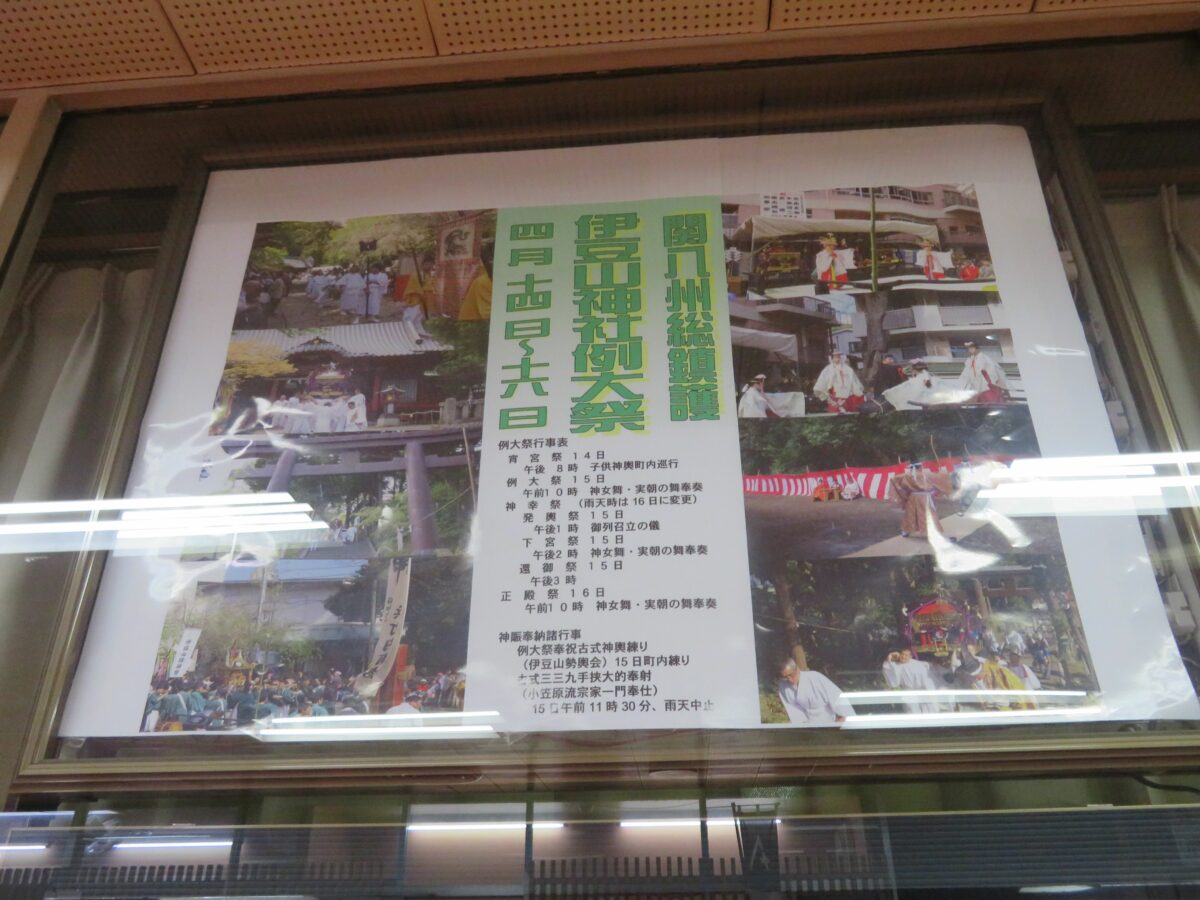 関八州総鎮護
伊豆山神社例大祭
四月十四日~十六日
例大祭行事表
宵宮祭 14日
午後 8時 子供神輿町内巡行
例大祭 15日
午前10時 神女舞・実朝の舞奉奏
神幸祭 (雨天時は16日に変更)
発輿祭 15日
午後1時 御列召立の儀
下宮祭 15日
午後2時 神女舞・実朝の舞奉奏
還御祭 15日
午後3時
正殿祭 16日
午前10時 神女舞・実朝の舞奉奏
神賑奉納諸行事
例大祭奉祝古式神輿練り
(伊豆山勢輿会)15日町内練り
古式三三九手挟大的奉射
(小笠原流宗家一門奉仕)
15日午前11時30分、雨天中止